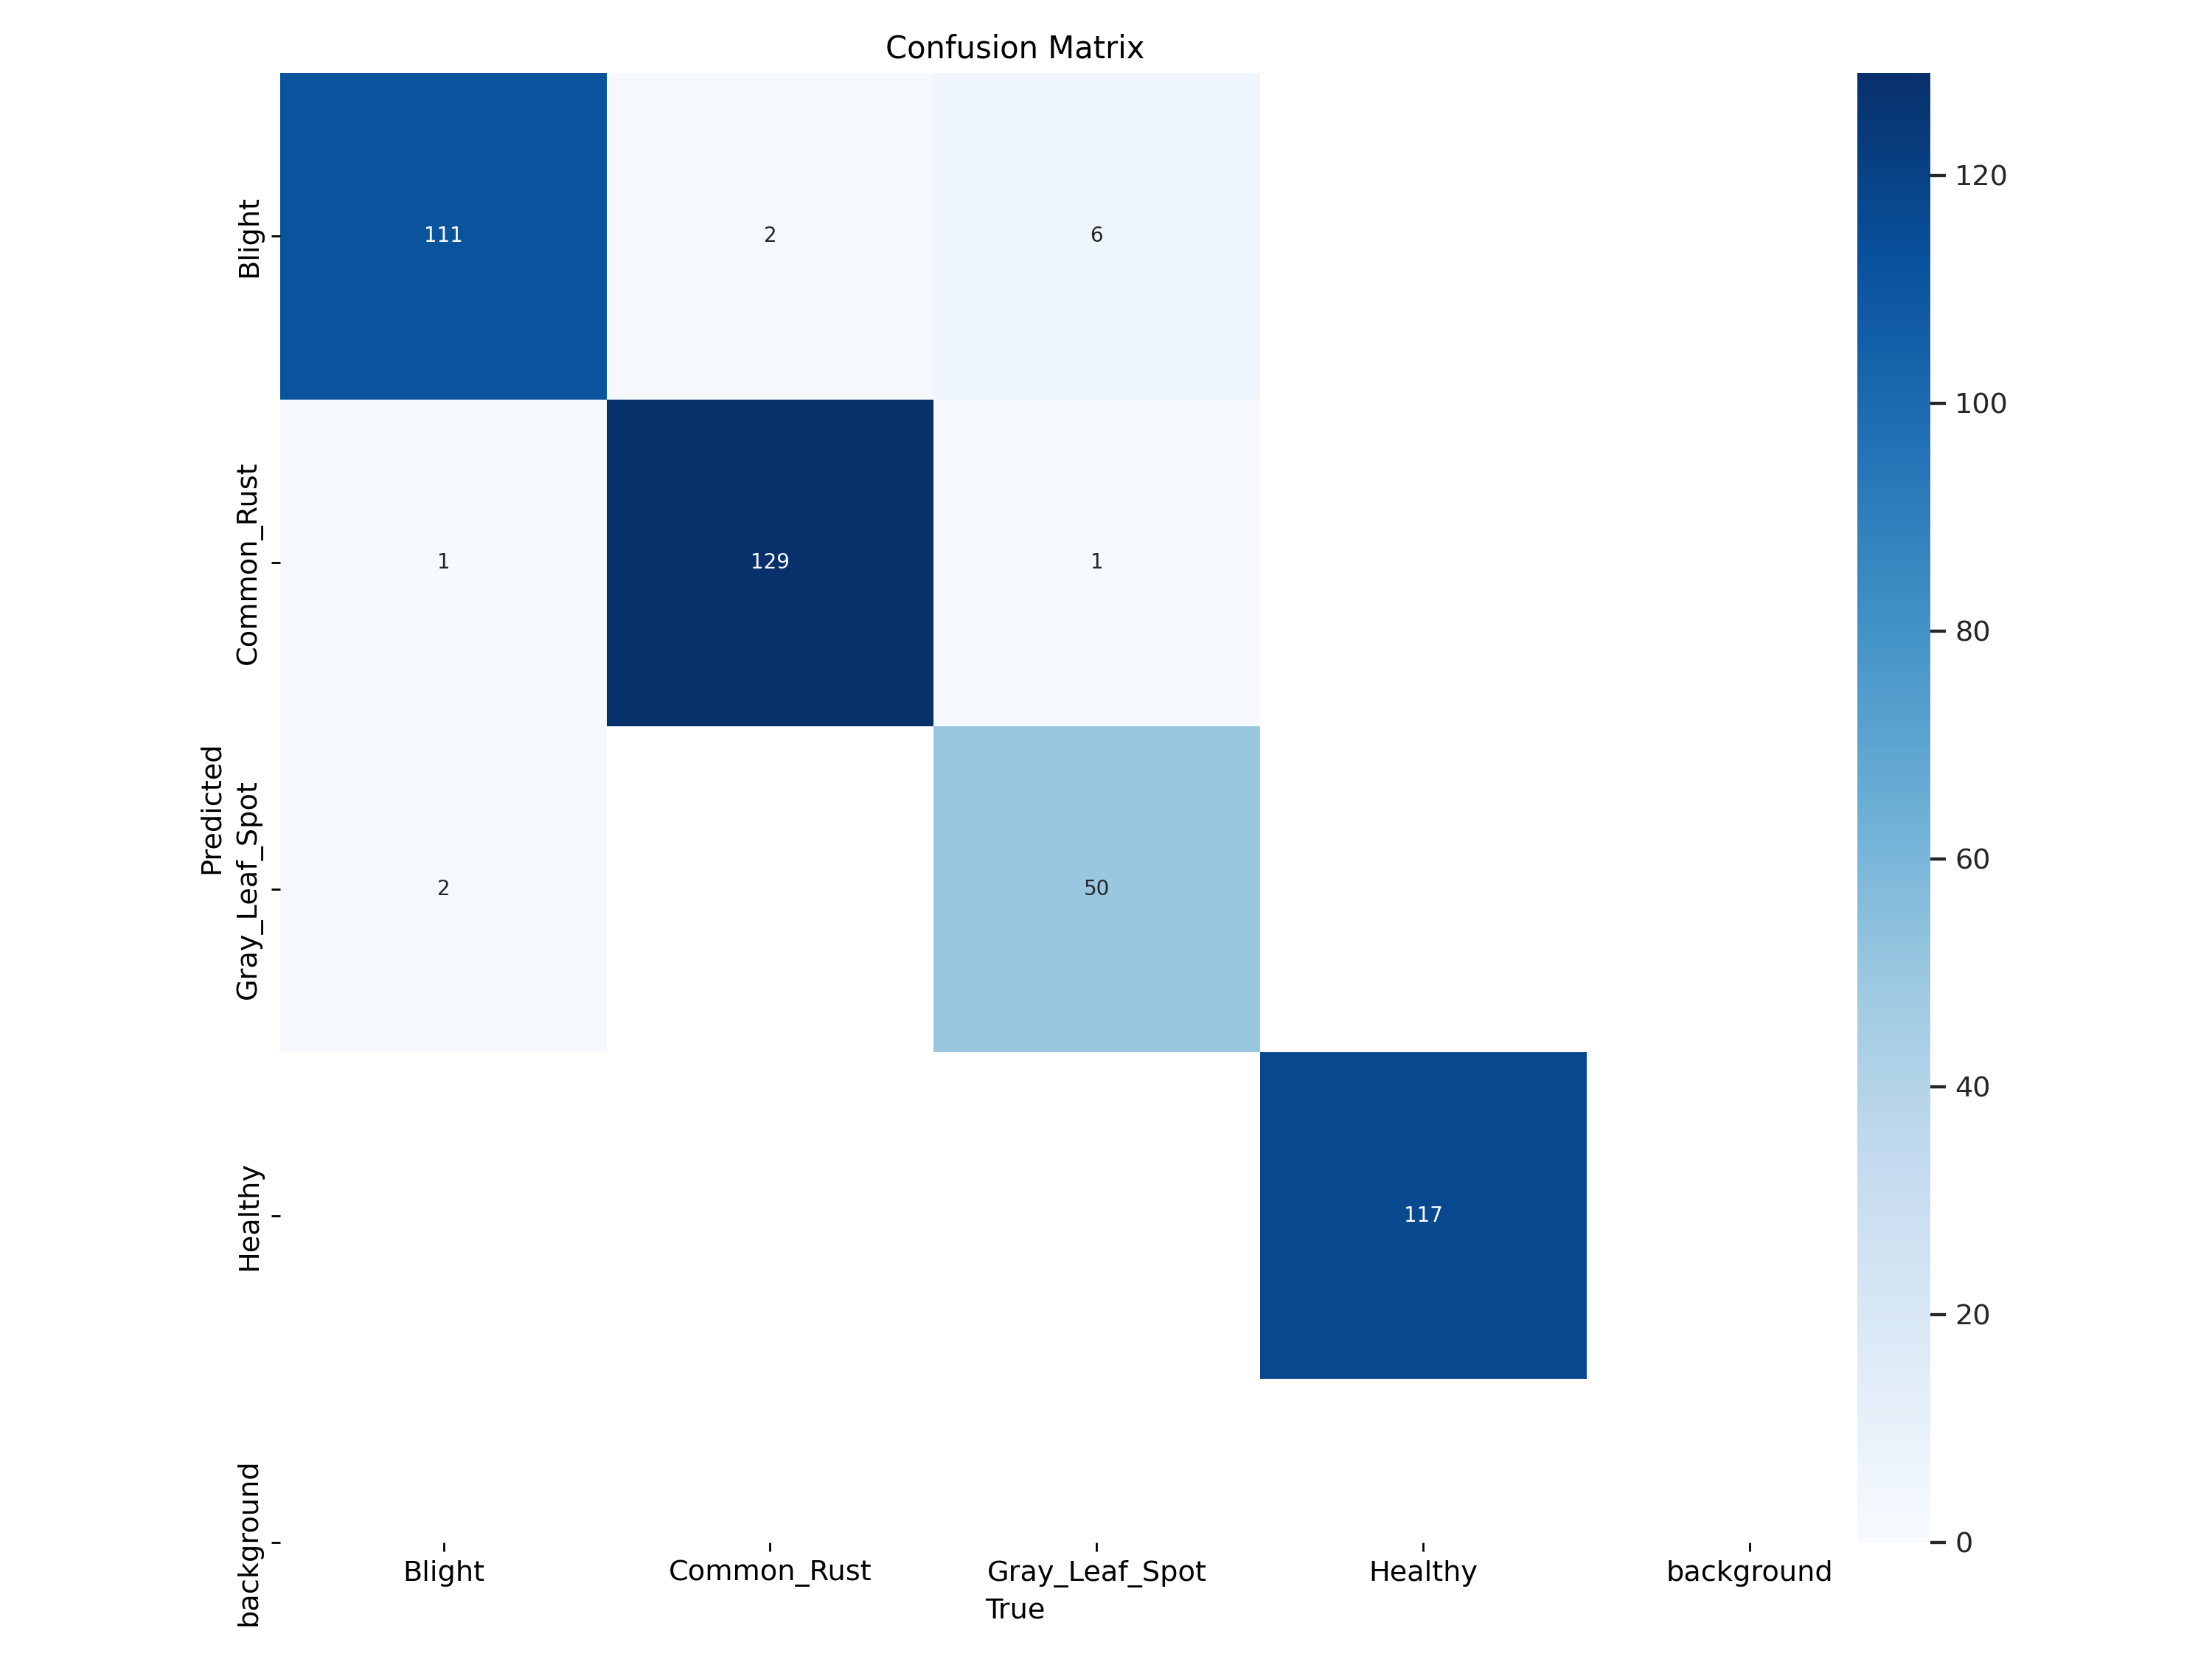 Confusion Matrix
Predicted
Blight
111
2
6
Common_Rust
1
129
1
Gray_Leaf_Spot
2
50
Healthy
117
background
Blight
Common_Rust
Gray_Leaf_Spot
Healthy
background
True
120
100
80
60
40
20
0